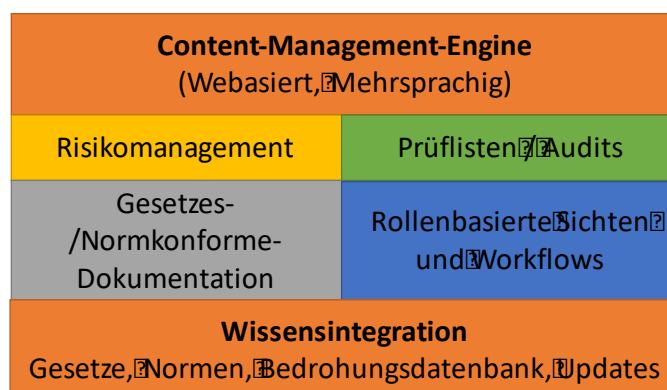 Content-Management-Engine
(Webasiert, Mehrsprachig)
Risikomanagement
Prüflisten / Audits
Gesetzes-
/Normkonforme-
Dokumentation
Rollenbasierte Sichten
und Workflows
Wissensintegration
Gesetze, Normen, Bedrohungsdatenbank, Updates